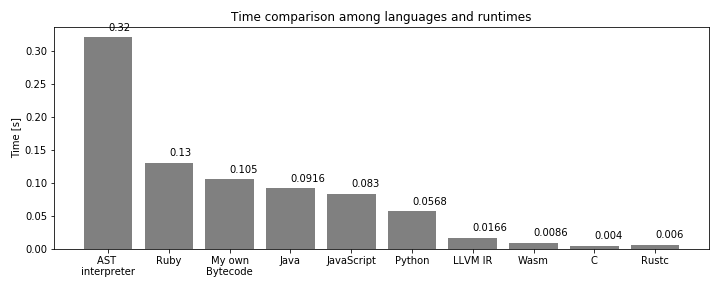 Time comparison among languages and runtimes
Time [s]
0.30
0.25
0.20
0.15
0.10
0.05
0.00
0.32
0.13
0.105
0.0916
0.083
0.0568
0.0166
0.0086
0.004
0.006
AST
interpreter
Ruby
My own
Bytecode
Java
JavaScript
Python
LLVM IR
Wasm
C
Rustc